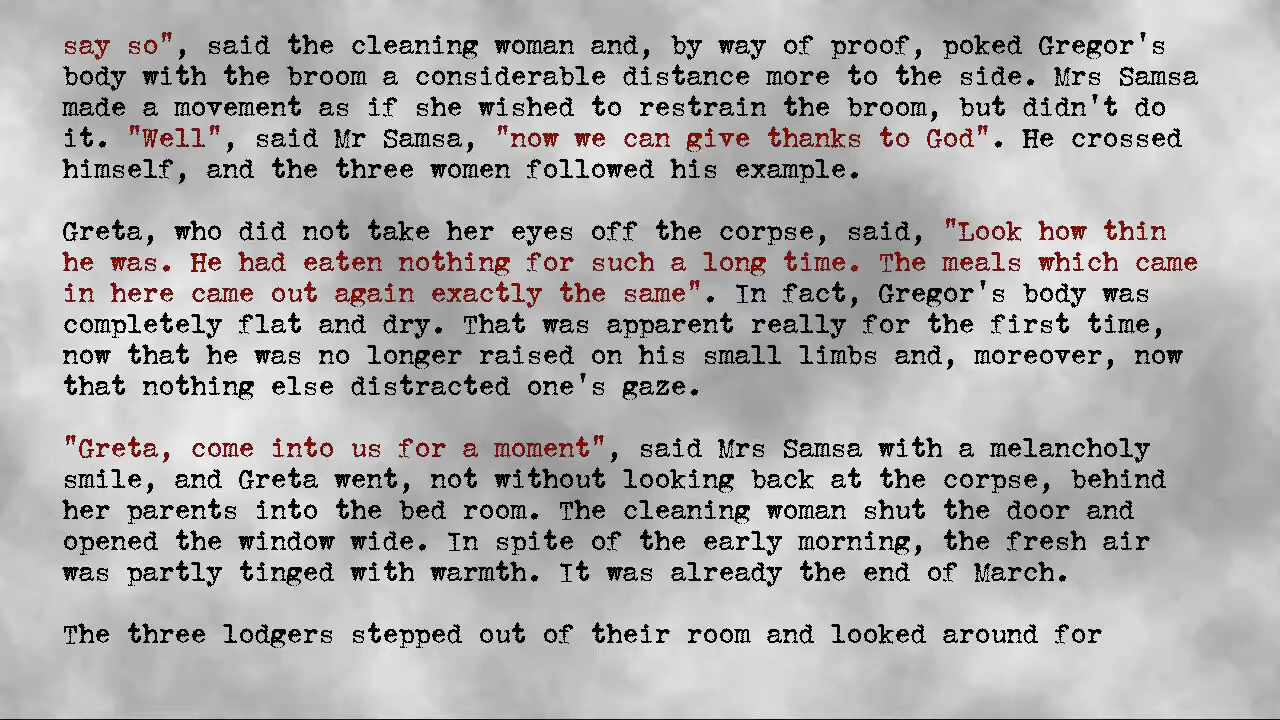 say so", said the cleaning woman and, by way of proof, poked Gregor's
body with the broom a considerable distance more to the side. Mrs Samsa
made a movement as if she wished to restrain the broom, but didn't do
it. "Well", said Mr Samsa, "now we can give thanks to God". He crossed
himself, and the three women followed his example.
Greta, who did not take her eyes off the corpse, said, "Look how thin
he was. He had eaten nothing for such a long time. The meals which came
in here came out again exactly the same". In fact, Gregor's body was
completely flat and dry. That was apparent really for the first time,
now that he was no longer raised on his small limbs and, moreover, now
that nothing else distracted one's gaze.
"Greta, come into us for a moment", said Mrs Samsa with a melancholy
smile, and Greta went, not without looking back at the corpse, behind
her parents into the bed room. The cleaning woman shut the door and
opened the window wide. In spite of the early morning, the fresh air
was partly tinged with warmth. It was already the end of March.
The three lodgers stepped out of their room and looked around for